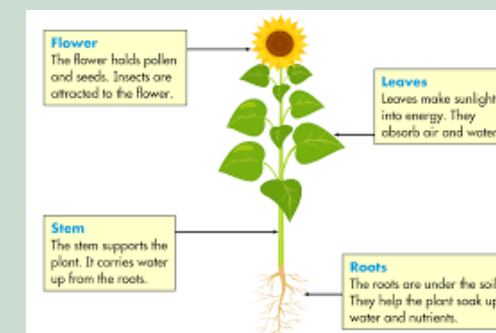 Flower
The flower holds pollen
and seeds. Insects are
attracted to the flower.
Leaves
Leaves make sunlight
into energy. They
absorb air and water
Stem
The stem supports the
plant. It carries water
up from the roots.
Roots
The roots are under the soil
They help the plant soak up
water and nutrients.